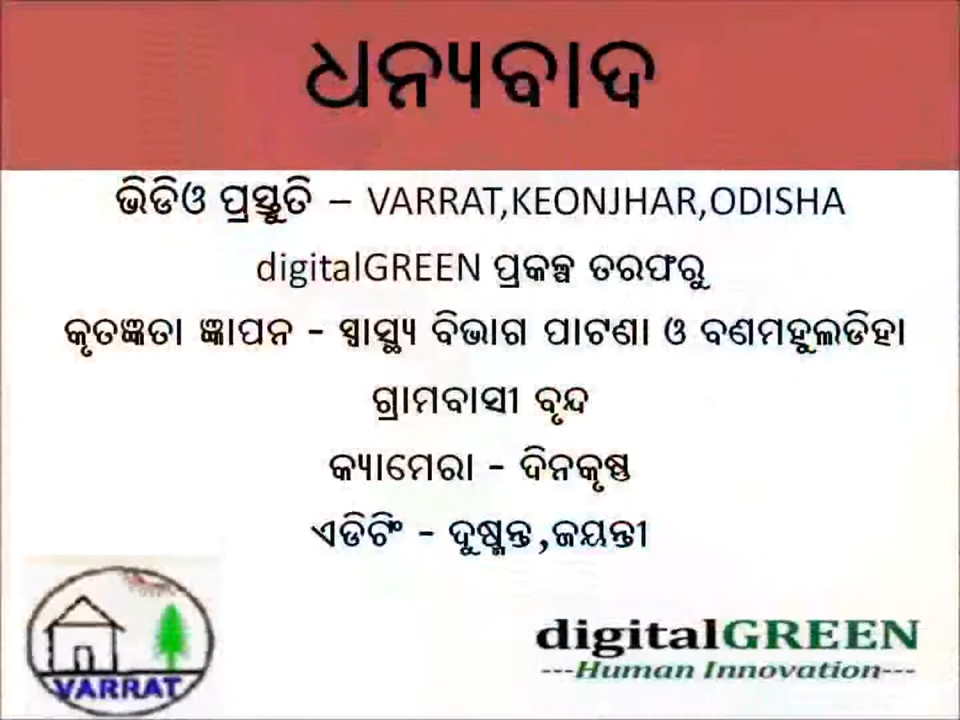 ଧନ୍ୟବାଦ
ଭିଡିଓ ପ୍ରସ୍ତୁତି – VARRAT,KEONJHAR,ODISHA
digitalGREEN ପ୍ରକଳ୍ପ ତରଫରୁ
କୃତଜ୍ଞତା ଜ୍ଞାପନ - ସ୍ଵାସ୍ଥ୍ୟ ବିଭାଗ ପାଟଣା ଓ ବଣମହୁଲଡିହା
ଗ୍ରାମବାସୀ ବୃନ୍ଦ
କ୍ୟାମେରା - ଦିନକୃଷ୍ଣ
ଏଡିଟିଂ - ଦୁଷ୍ମନ୍ତ,ଜୟନ୍ତୀ
VARRAT
digitalGREEN
---Human Innovation---